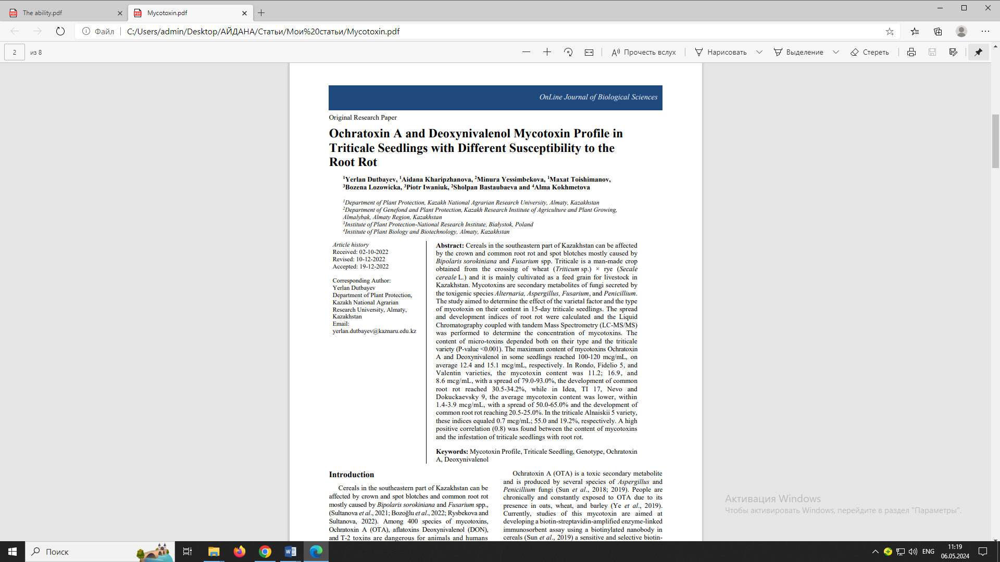 The ability.pdf
Mycotoxin.pdf
Файл
C:/Users/admin/Desktop/АЙДАНА/Статьи/Мои%20статьи/Mycotoxin.pdf
2 из 8
Прочесть вслух
Нарисовать
Выделение
Стереть
OnLine Journal of Biological Sciences
Original Research Paper
Ochratoxin A and Deoxynivalenol Mycotoxin Profile in
Triticale Seedlings with Different Susceptibility to the
Root Rot
1Yerlan Dutbayev, 1Aidana Kharipzhanova, 2Minura Yessimbekova, 1Maxat Toishimanov,
3Bozena Lozowicka, 3Piotr Iwaniuk, 2Sholpan Bastaubaeva and 4Alma Kokhmetova
1Department of Plant Protection, Kazakh National Agrarian Research University, Almaty, Kazakhstan
2Department of Genefond and Plant Protection, Kazakh Research Institute of Agriculture and Plant Growing,
Almalybak, Almaty Region, Kazakhstan
3Institute of Plant Protection-National Research Institute, Białystok, Poland
4Institute of Plant Biology and Biotechnology, Almaty, Kazakhstan
Article history
Received: 02-10-2022
Revised: 10-12-2022
Accepted: 19-12-2022
Corresponding Author:
Yerlan Dutbayev
Department of Plant Protection,
Kazakh National Agrarian
Research University, Almaty,
Kazakhstan
Email:
yerlan.dutbayev@kaznaru.edu.kz
Abstract: Cereals in the southeastern part of Kazakhstan can be affected
by the crown and common root rot and spot blotches mostly caused by
Bipolaris sorokiniana and Fusarium spp. Triticale is a man-made crop
obtained from the crossing of wheat (Triticum sp.) × rye (Secale
cereale L.) and it is mainly cultivated as a feed grain for livestock in
Kazakhstan. Mycotoxins are secondary metabolites of fungi secreted by
the toxigenic species Alternaria, Aspergillus, Fusarium, and Penicillium.
The study aimed to determine the effect of the varietal factor and the type
of mycotoxin on their content in 15-day triticale seedlings. The spread
and development indices of root rot were calculated and the Liquid
Chromatography coupled with tandem Mass Spectrometry (LC-MS/MS)
was performed to determine the concentration of mycotoxins. The
content of micro-toxins depended both on their type and the triticale
variety (P-value <0.001). The maximum content of mycotoxins Ochratoxin
A and Deoxynivalenol in some seedlings reached 100-120 mcg/mL, on
average 12.4 and 15.1 mcg/mL, respectively. In Rondo, Fidelio 5, and
Valentin varieties, the mycotoxin content was 11.2; 16.9, and
8.6 mcg/mL, with a spread of 79.0-93.0%, the development of common
root rot reached 30.5-34.2%, while in Idea, TI 17, Nevo and
Dokuckaevsky 9, the average mycotoxin content was lower, within
1.4-3.9 mcg/mL, with a spread of 50.0-65.0% and the development of
common root rot reaching 20.5-25.0%. In the triticale Alnaiskii 5 variety,
these indices equaled 0.7 mcg/mL; 55.0 and 19.2%, respectively. A high
positive correlation (0.8) was found between the content of mycotoxins
and the infestation of triticale seedlings with root rot.
Keywords: Mycotoxin Profile, Triticale Seedling, Genotype, Ochratoxin
A, Deoxynivalenol
Introduction
Cereals in the southeastern part of Kazakhstan can be
affected by crown and spot blotches and common root rot
mostly caused by Bipolaris sorokiniana and Fusarium spp.,
(Sultanova et al., 2021; Bozoğlu et al., 2022; Rysbekova and
Sultanova, 2022). Among 400 species of mycotoxins,
Ochratoxin A (OTA), aflatoxins Deoxynivalenol (DON),
and T-2 toxins are dangerous for animals and humans
Ochratoxin A (OTA) is a toxic secondary metabolite
and is produced by several species of Aspergillus and
Penicillium fungi (Sun et al., 2018; 2019). People are
chronically and constantly exposed to OTA due to its
presence in oats, wheat, and barley (Ye et al., 2019).
Currently, studies of this mycotoxin are aimed at
developing a biotin-streptavidin-amplified enzyme-linked
immunosorbent assay using a biotinylated nanobody in
cereals (Sun et al., 2019) a sensitive and selective biotin-
Активация Windows
Чтобы активировать Windows, перейдите в раздел "Параметры".
Поиск
ENG
11:19
06.05.2024